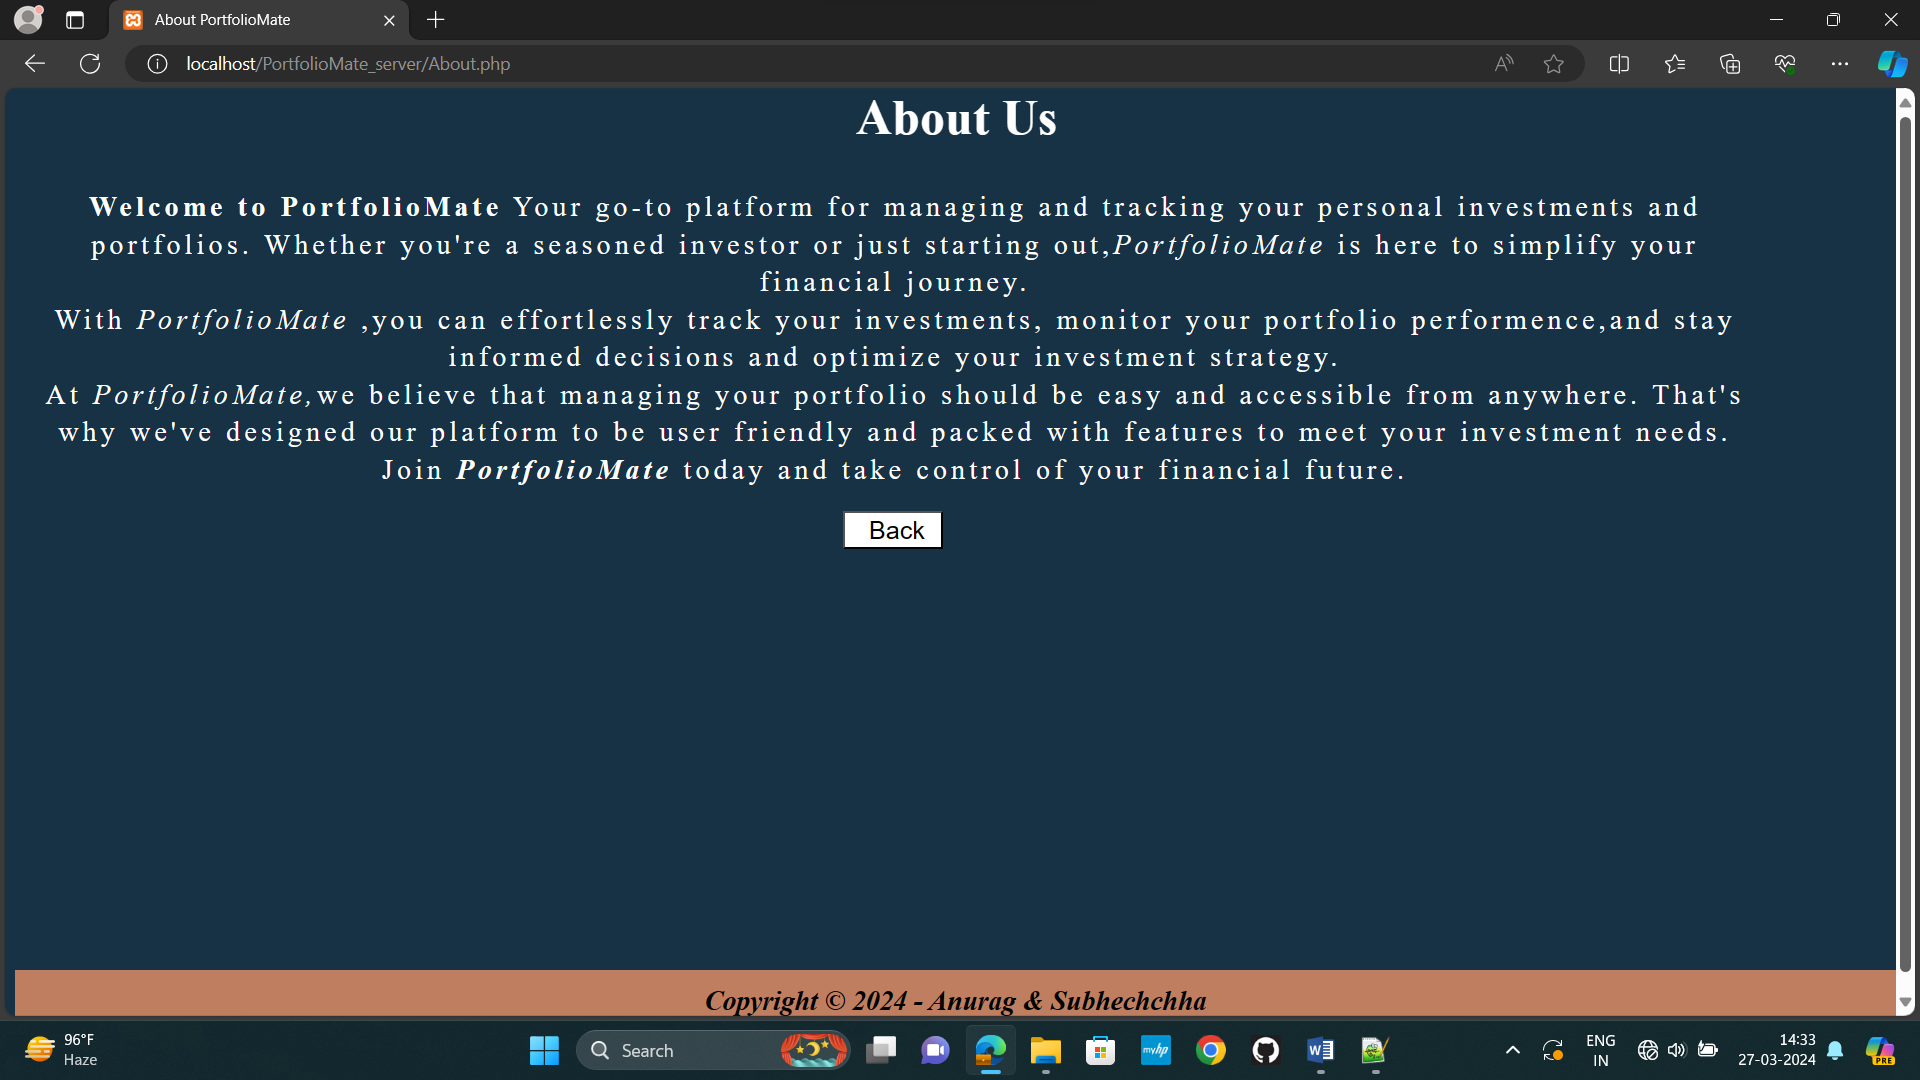 About PortfolioMate
localhost/PortfolioMate_server/About.php
About Us
Welcome to PortfolioMate Your go-to platform for managing and tracking your personal investments and
portfolios. Whether you're a seasoned investor or just starting out,PortfolioMate is here to simplify your
financial journey.
With PortfolioMate ,you can effortlessly track your investments, monitor your portfolio performence,and stay
informed decisions and optimize your investment strategy.
At PortfolioMate,we believe that managing your portfolio should be easy and accessible from anywhere. That's
why we've designed our platform to be user friendly and packed with features to meet your investment needs.
Join PortfolioMate today and take control of your financial future.
Back
Copyright © 2024 - Anurag & Subhechchha
96°F
Haze
Search
myhp
ENG
IN
14:33
27-03-2024
PRE